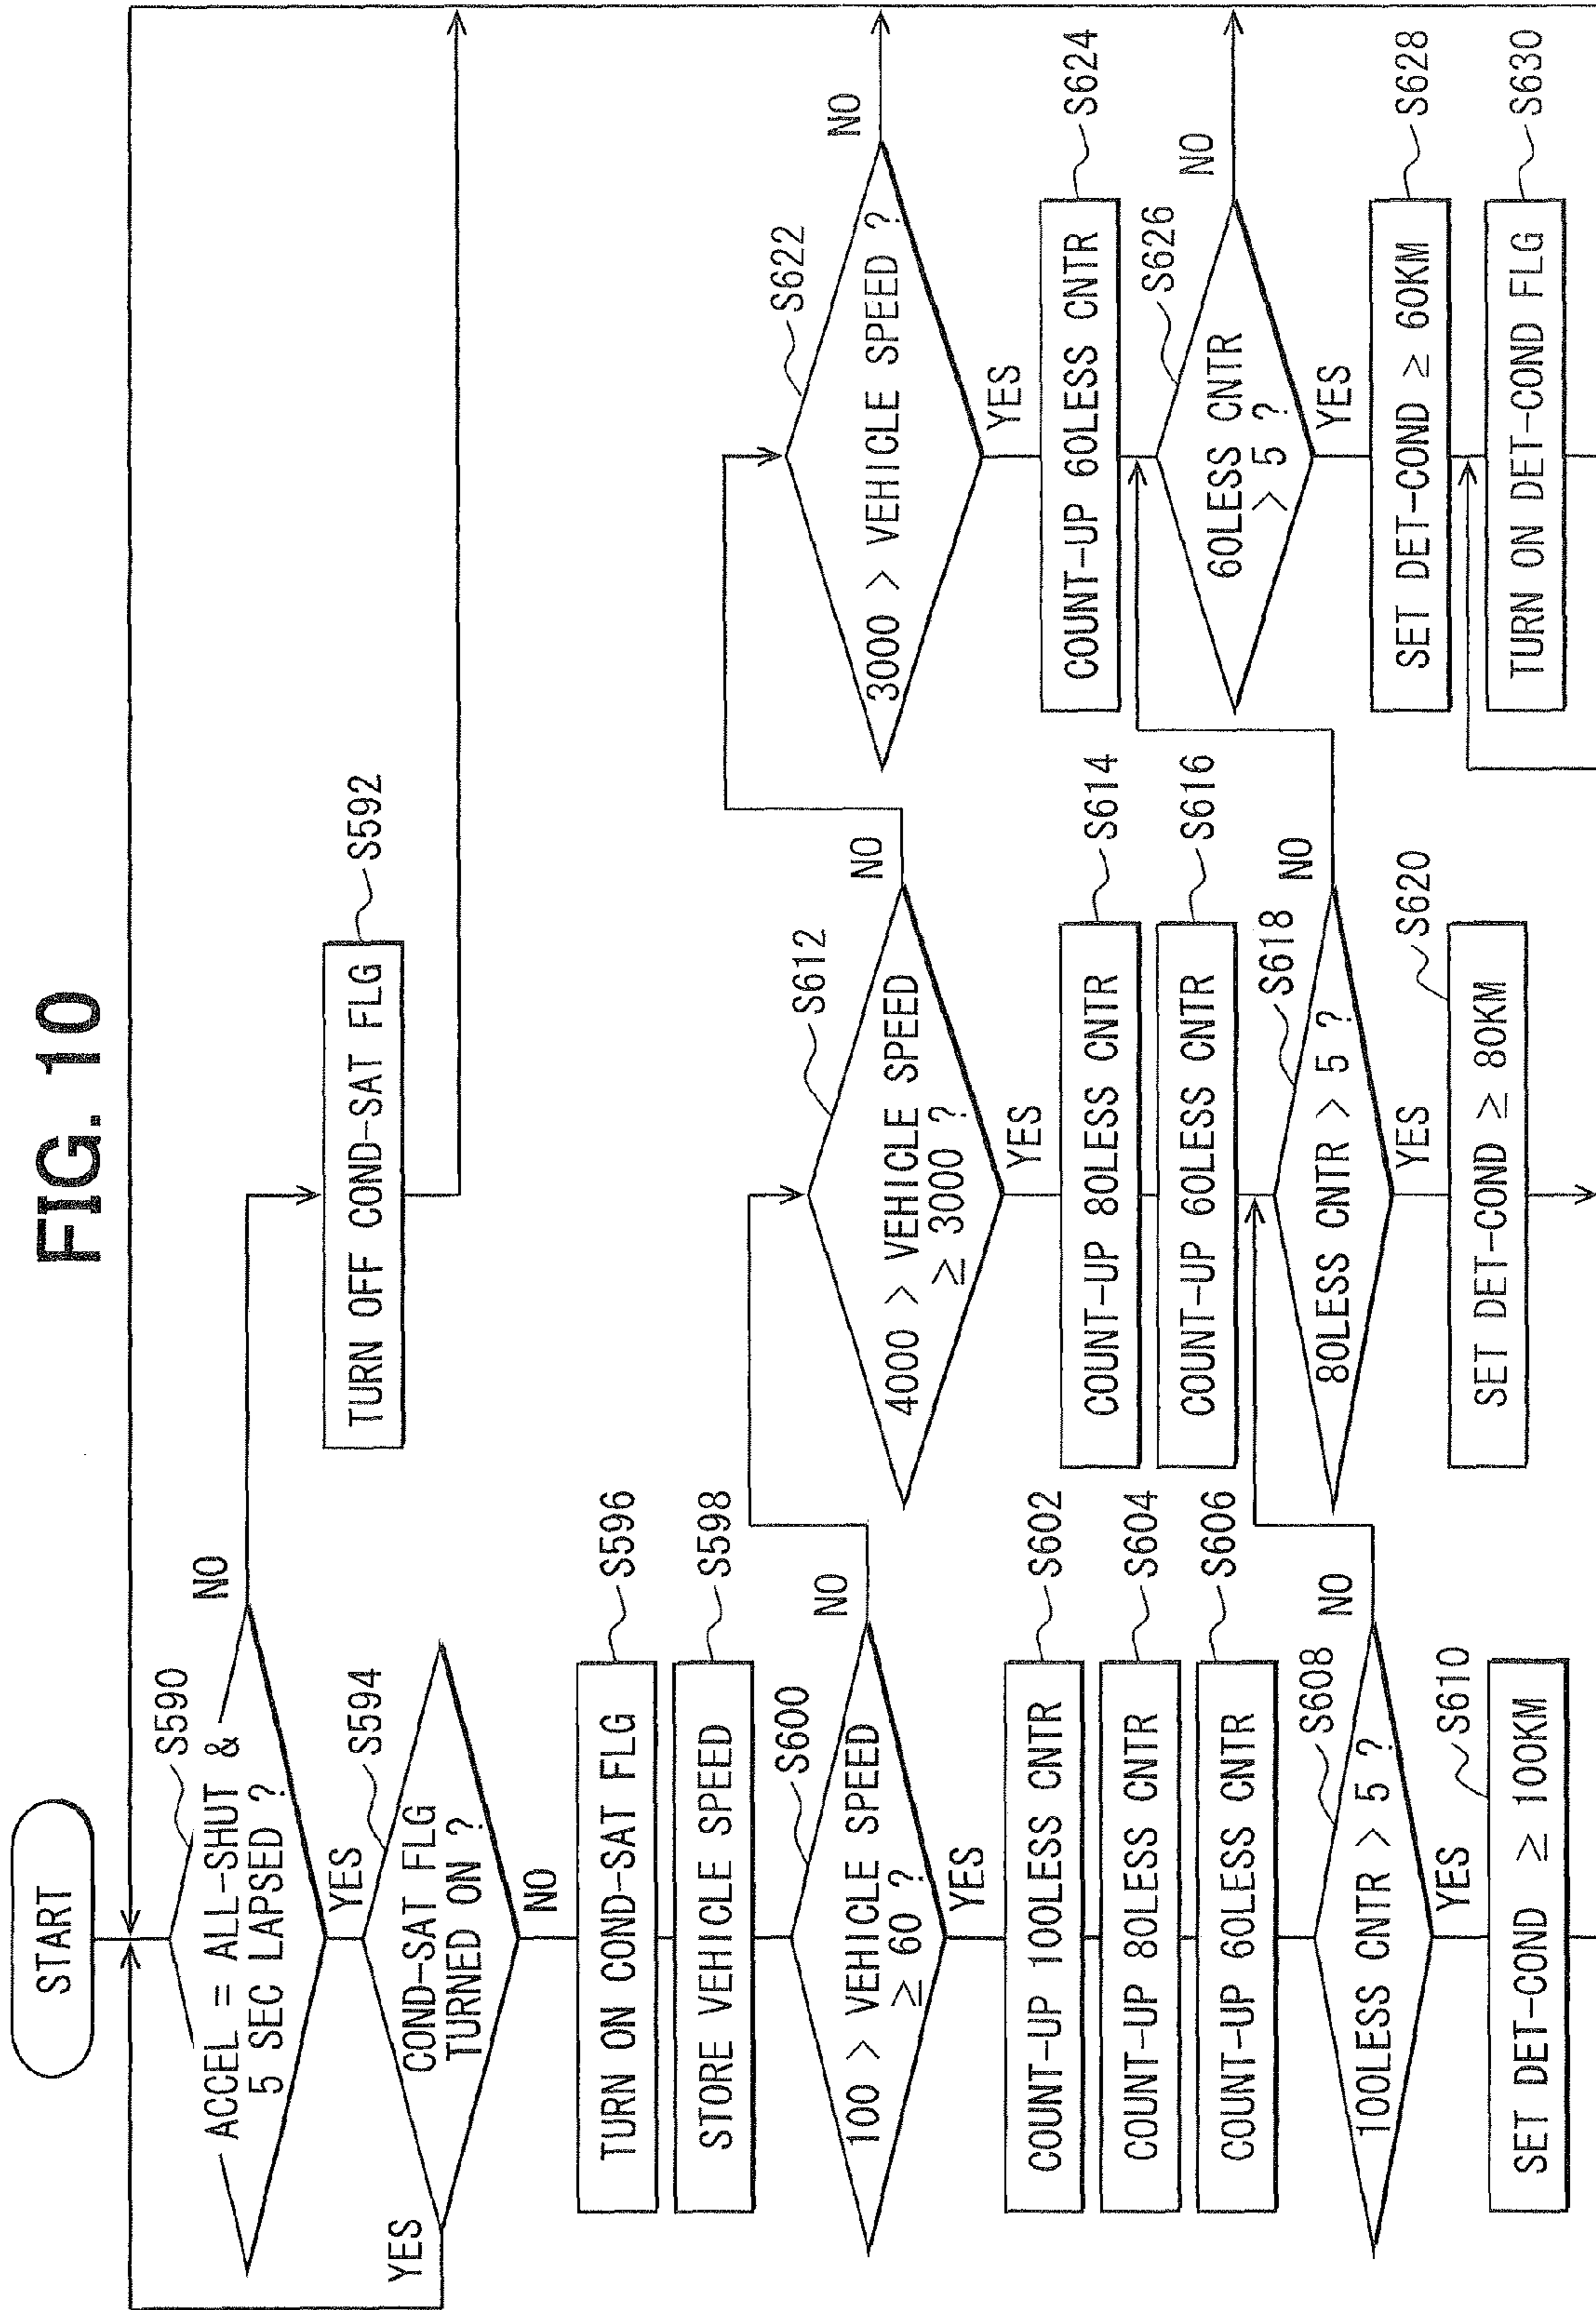 FIG. 10
START
ACCEL = ALL-SHUT &
5 SEC LAPSED ?
S590
NO
YES
TURN OFF COND-SAT FLG
S592
COND-SAT FLG
TURNED ON ?
S594
YES
NO
TURN ON COND-SAT FLG
S596
STORE VEHICLE SPEED
S598
100 > VEHICLE SPEED
≥ 60 ?
S600
NO
YES
COUNT-UP 100LESS CNTR
S602
COUNT-UP 80LESS CNTR
S604
COUNT-UP 60LESS CNTR
S606
100LESS CNTR > 5 ?
S608
NO
YES
SET DET-COND ≥ 100KM
S610
4000 > VEHICLE SPEED
≥ 3000 ?
S612
NO
YES
COUNT-UP 80LESS CNTR
S614
COUNT-UP 60LESS CNTR
S616
80LESS CNTR > 5 ?
S618
NO
YES
SET DET-COND ≥ 80KM
S620
3000 > VEHICLE SPEED ?
S622
NO
YES
COUNT-UP 60LESS CNTR
S624
60LESS CNTR
> 5 ?
S626
NO
YES
SET DET-COND ≥ 60KM
S628
TURN ON DET-COND FLG
S630